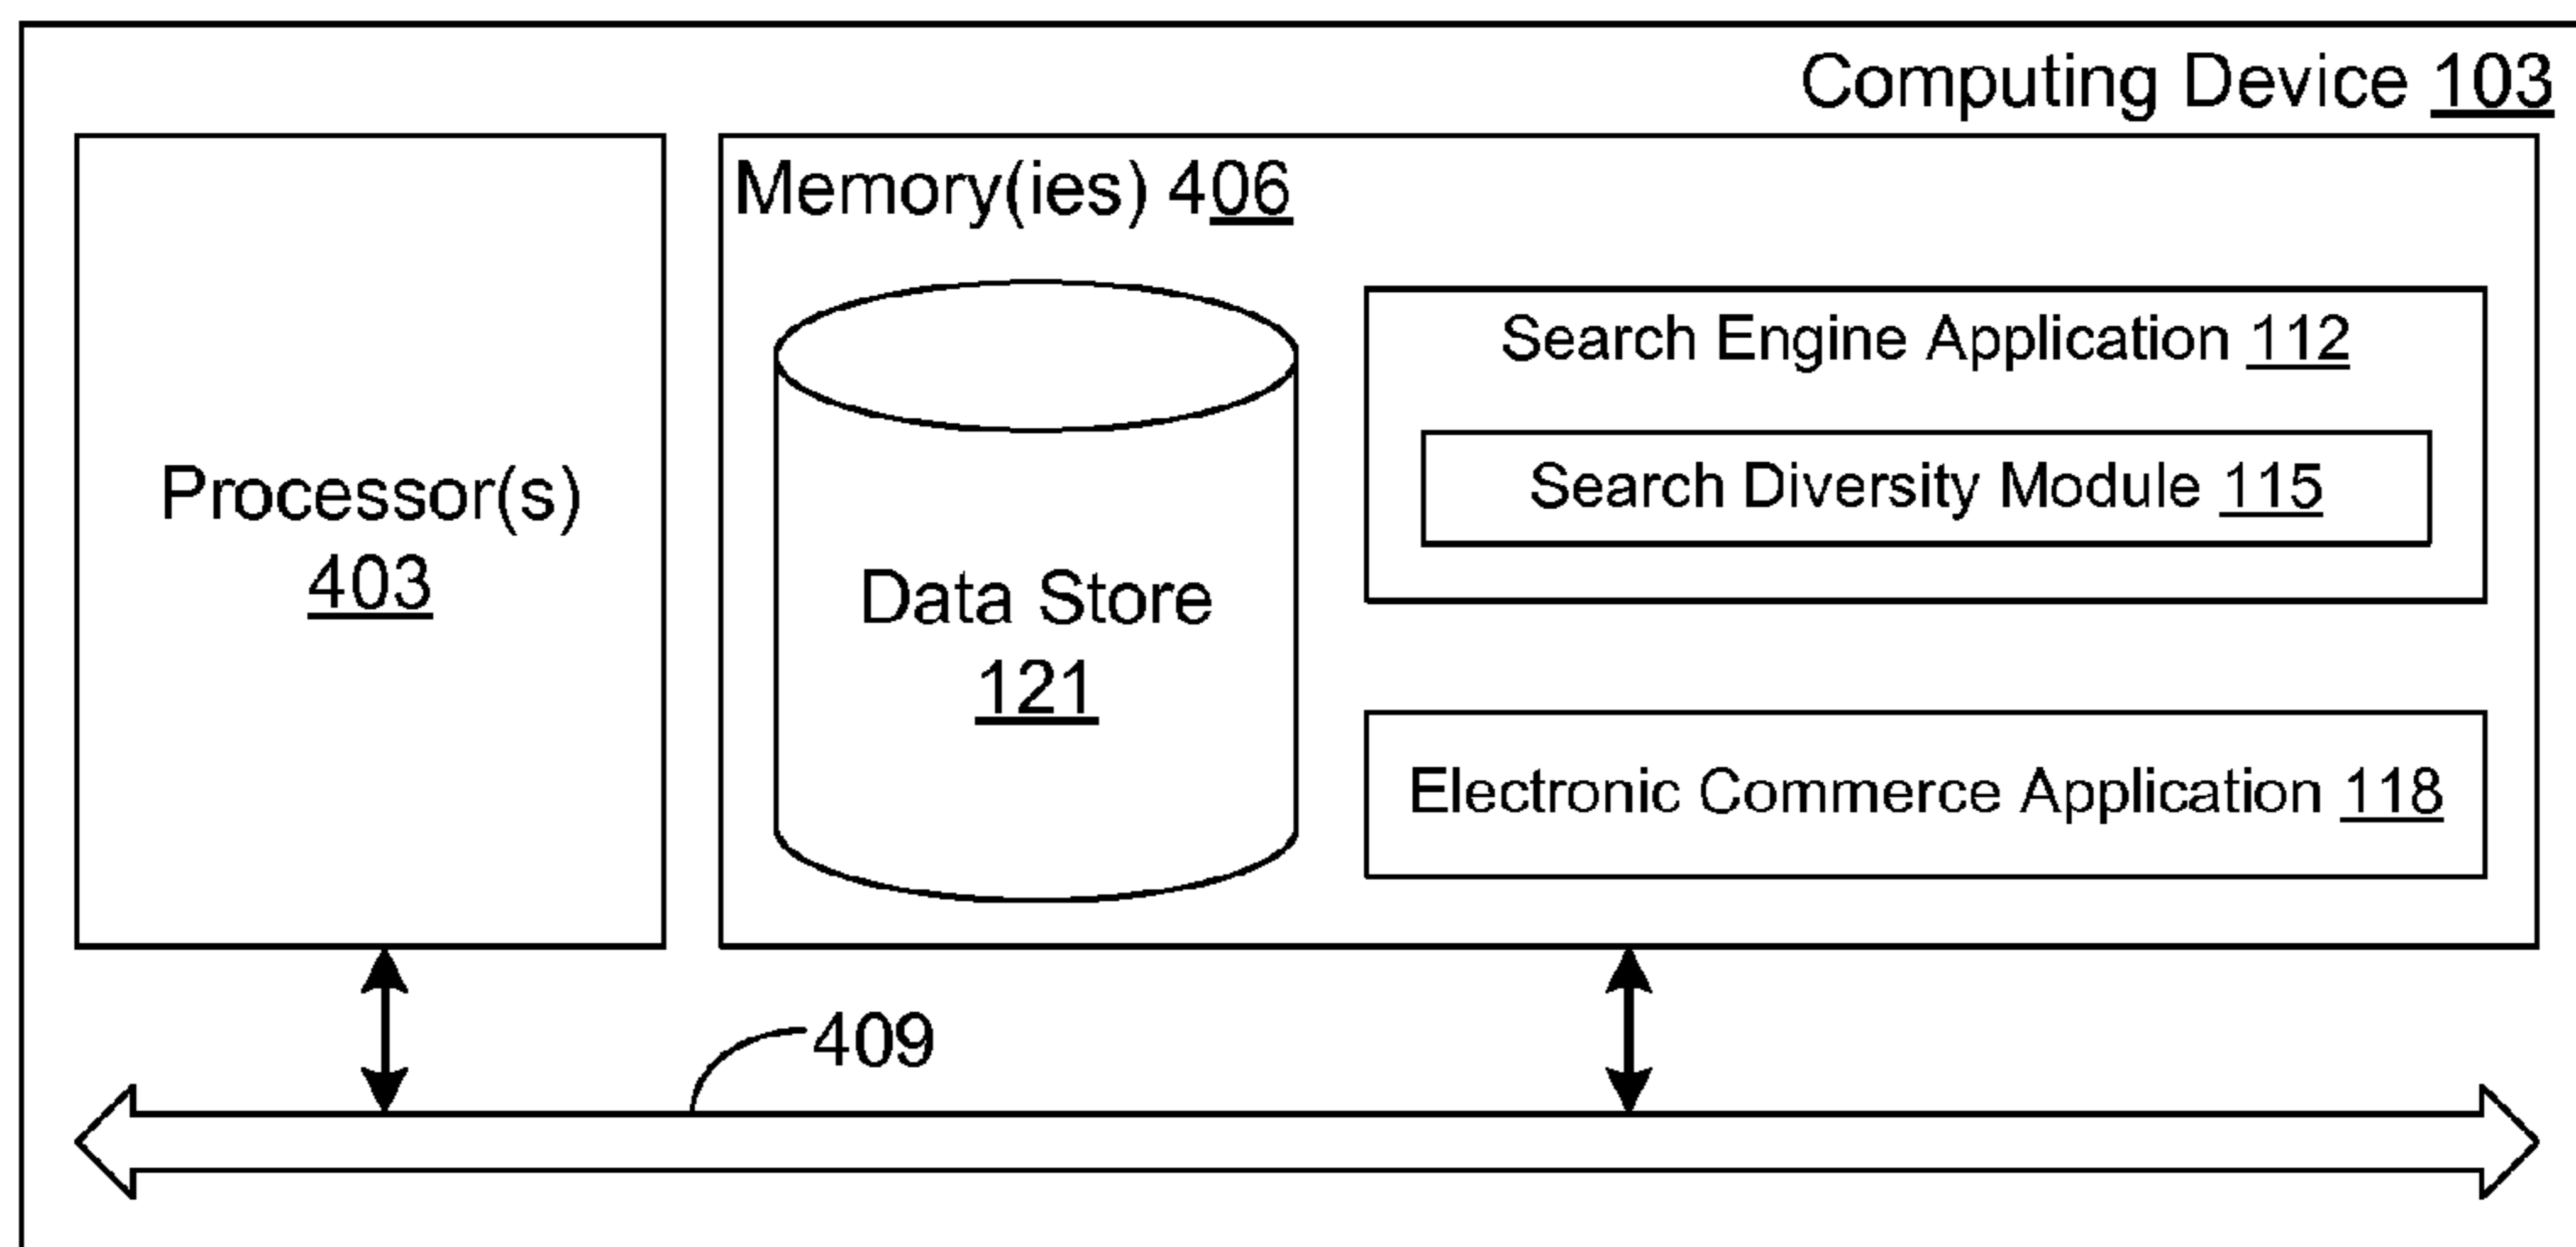 Computing Device 103
Memory(ies) 406
Processor(s)
403
Data Store
121
Search Engine Application 112
Search Diversity Module 115
Electronic Commerce Application 118
409